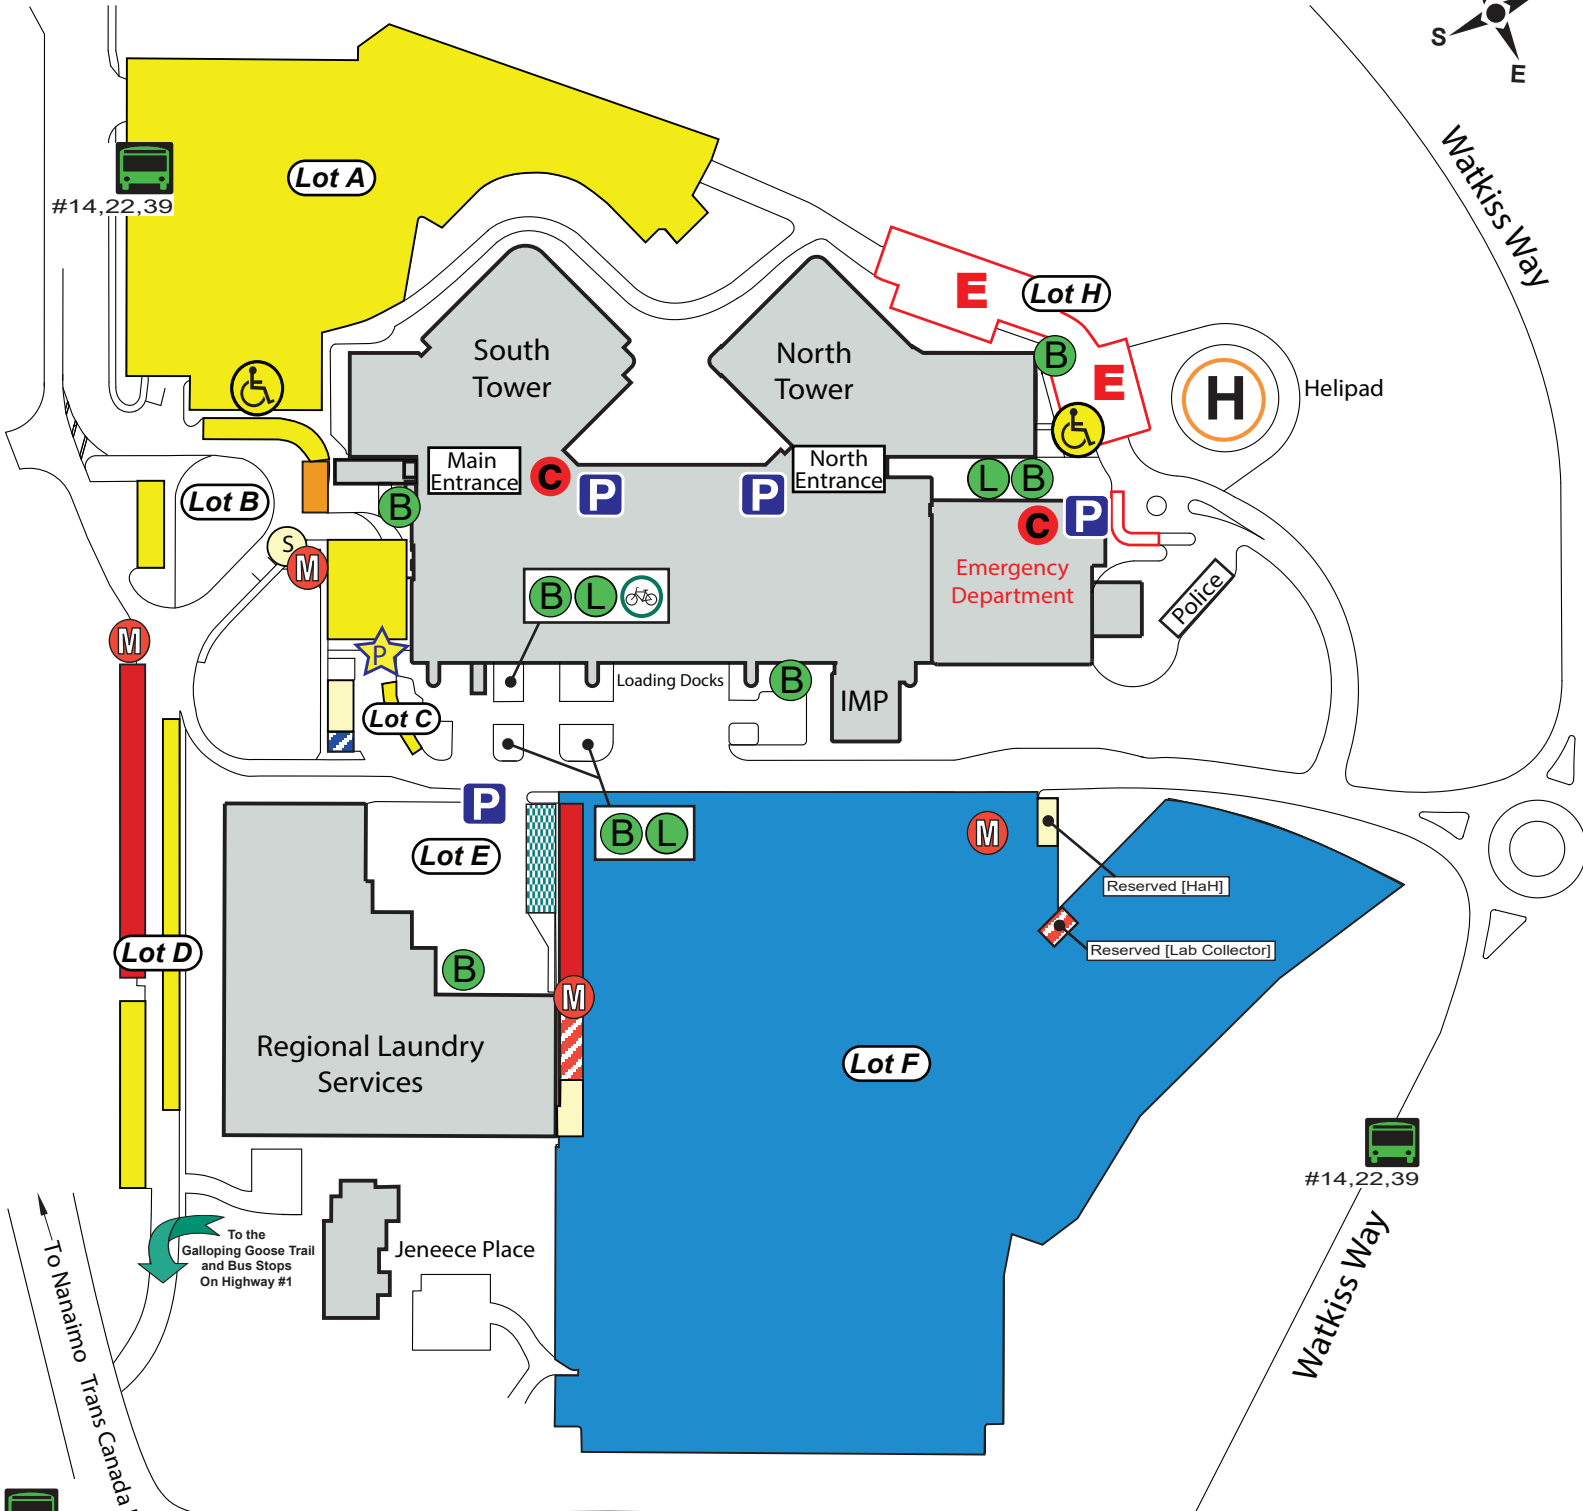 S
E
Watkiss Way
Lot A
#14,22,39
E
Lot H
B
E
South
Tower
North
Tower
H
Helipad
Main
Entrance
C
P
P
North
Entrance
L
B
Lot B
B
C
P
S
M
Emergency
Department
B
L
Police
M
P
Loading Docks
B
IMP
Lot C
P
B
L
M
Lot E
Reserved [HaH]
Lot D
B
Reserved [Lab Collector]
M
Regional Laundry
Services
Lot F
#14,22,39
To the
Galloping Goose Trail
and Bus Stops
On Highway #1
Jeneece Place
To Nanaimo
Trans Canada
Watkiss Way